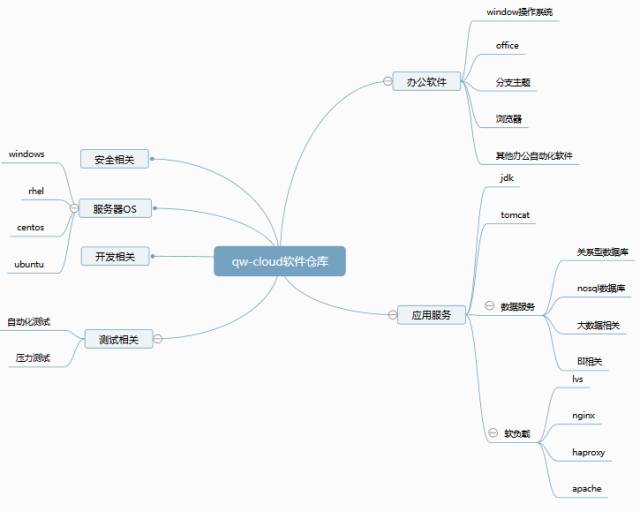 qw-cloud软件仓库
办公软件
window操作系统
office
分支主题
浏览器
其他办公自动化软件
应用服务
jdk
tomcat
数据服务
关系型数据库
nosql数据库
大数据相关
BI相关
软负载
lvs
nginx
haproxy
apache
安全相关
服务器OS
windows
rhel
centos
ubuntu
开发相关
测试相关
自动化测试
压力测试